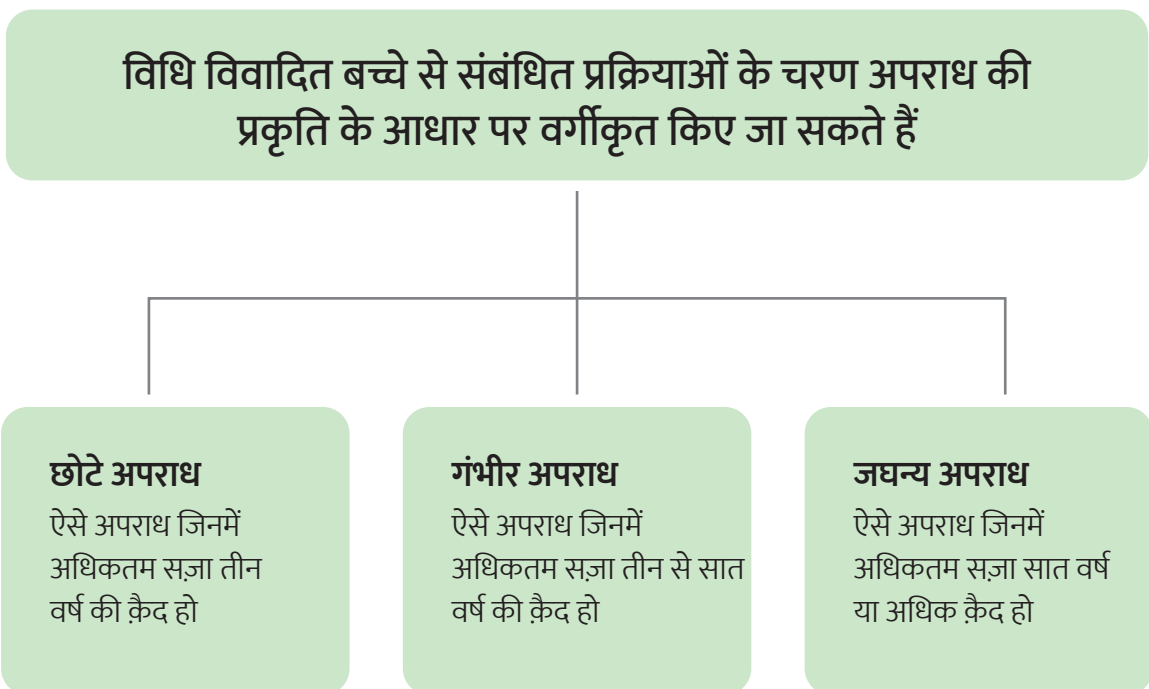 विधि विवादित बच्चे से संबंधित प्रक्रियाओं के चरण अपराध की
प्रकृति के आधार पर वर्गीकृत किए जा सकते हैं
छोटे अपराध
ऐसे अपराध जिनमें
अधिकतम सज़ा तीन
वर्ष की क़ैद हो
गंभीर अपराध
ऐसे अपराध जिनमें
अधिकतम सज़ा तीन से सात
वर्ष की क़ैद हो
जघन्य अपराध
ऐसे अपराध जिनमें
अधिकतम सज़ा सात वर्ष
या अधिक क़ैद हो